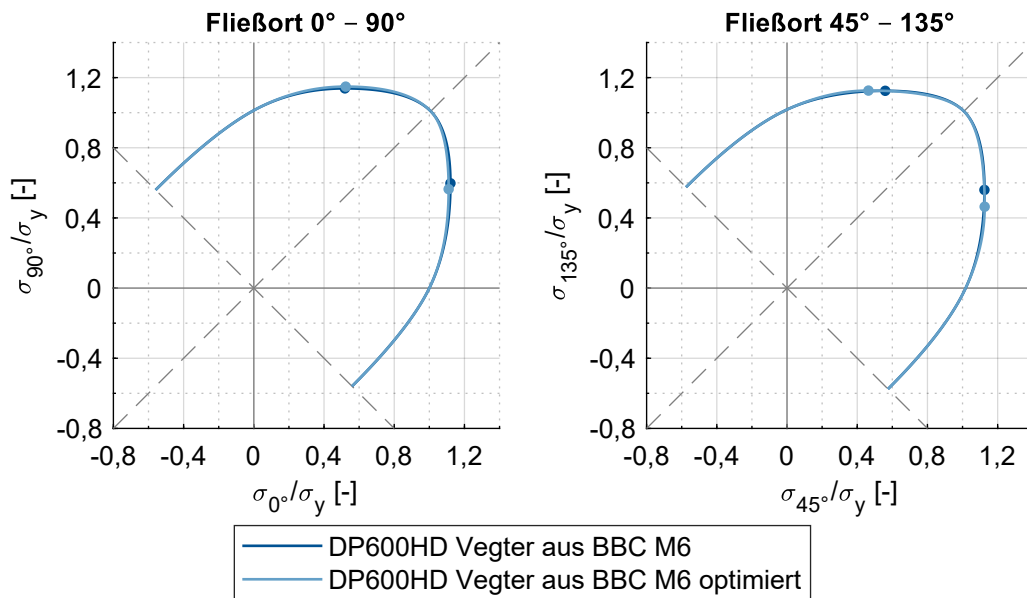 Fließort 0° – 90°
Fließort 45° – 135°
1,2
0,8
0,4
0
-0,4
-0,8
σ90°/σy [-]
-0,8 -0,4 0 0,4 0,8 1,2
σ0°/σy [-]
1,2
0,8
0,4
0
-0,4
-0,8
σ135°/σy [-]
-0,8 -0,4 0 0,4 0,8 1,2
σ45°/σy [-]
DP600HD Vegter aus BBC M6
DP600HD Vegter aus BBC M6 optimiert